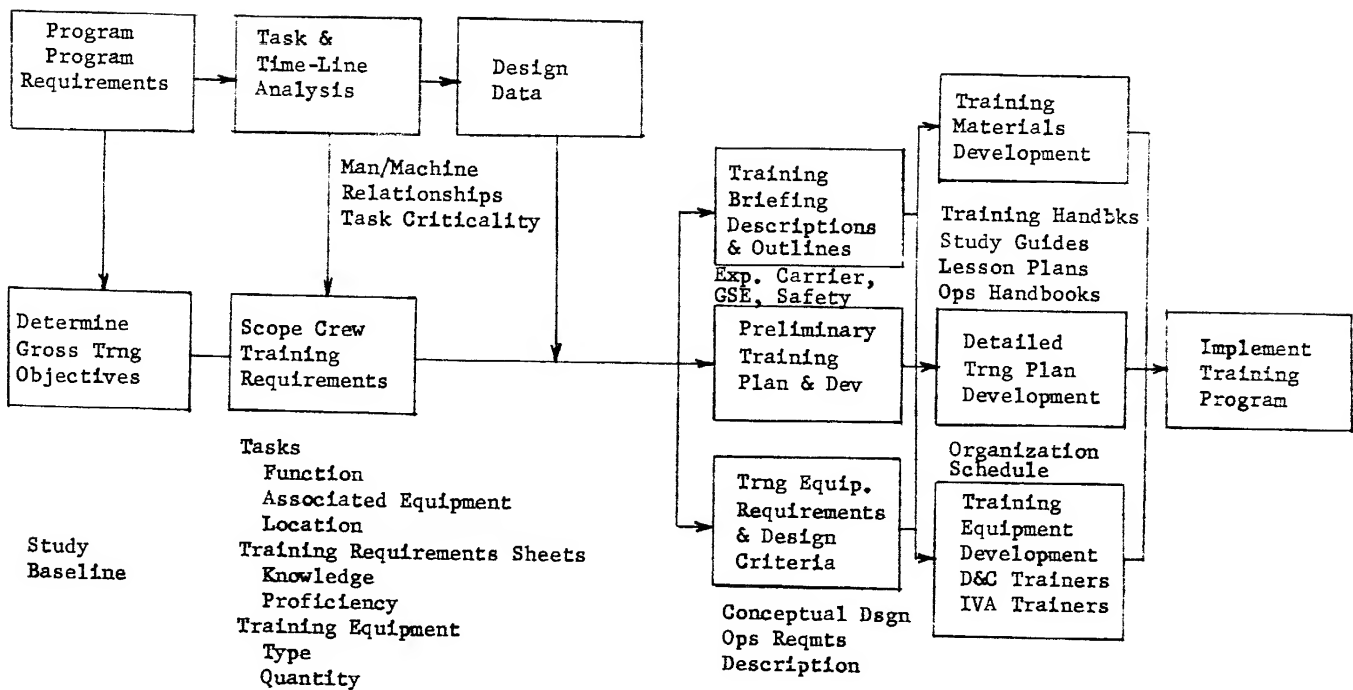 Program
Program
Requirements
Task &
Time-Line
Analysis
Design
Data
Man/Machine
Relationships
Task Criticality
Determine
Gross Trng
Objectives
Scope Crew
Training
Requirements
Tasks
Function
Associated Equipment
Location
Training Requirements Sheets
Knowledge
Proficiency
Training Equipment
Type
Quantity
Study
Baseline
Training
Briefing
Descriptions
& Outlines
Exp. Carrier,
GSE, Safety
Preliminary
Training
Plan & Dev
Trng Equip.
Requirements
& Design
Criteria
Conceptual Dsgn
Ops Reqmts
Description
Training
Materials
Development
Training Handbks
Study Guides
Lesson Plans
Ops Handbooks
Detailed
Trng Plan
Development
Organization
Schedule
Training
Equipment
Development
D&C Trainers
IVA Trainers
Implement
Training
Program